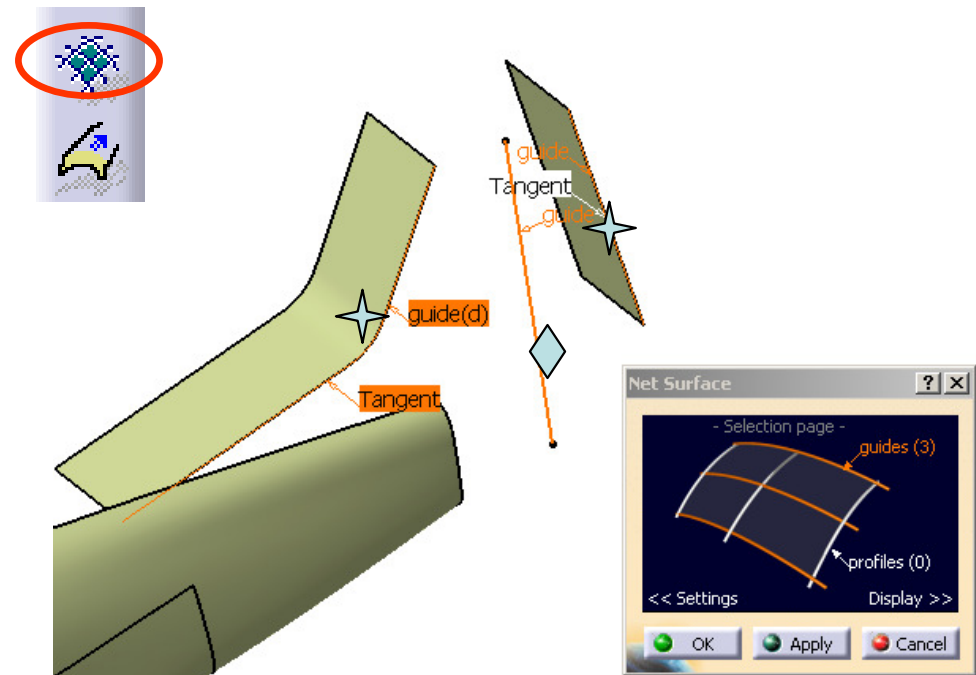 guide
Tangent
guide
guide(d)
Tangent
Net Surface
? X
- Selection page -
guides (3)
profiles (0)
<< Settings Display >>
OK Apply Cancel